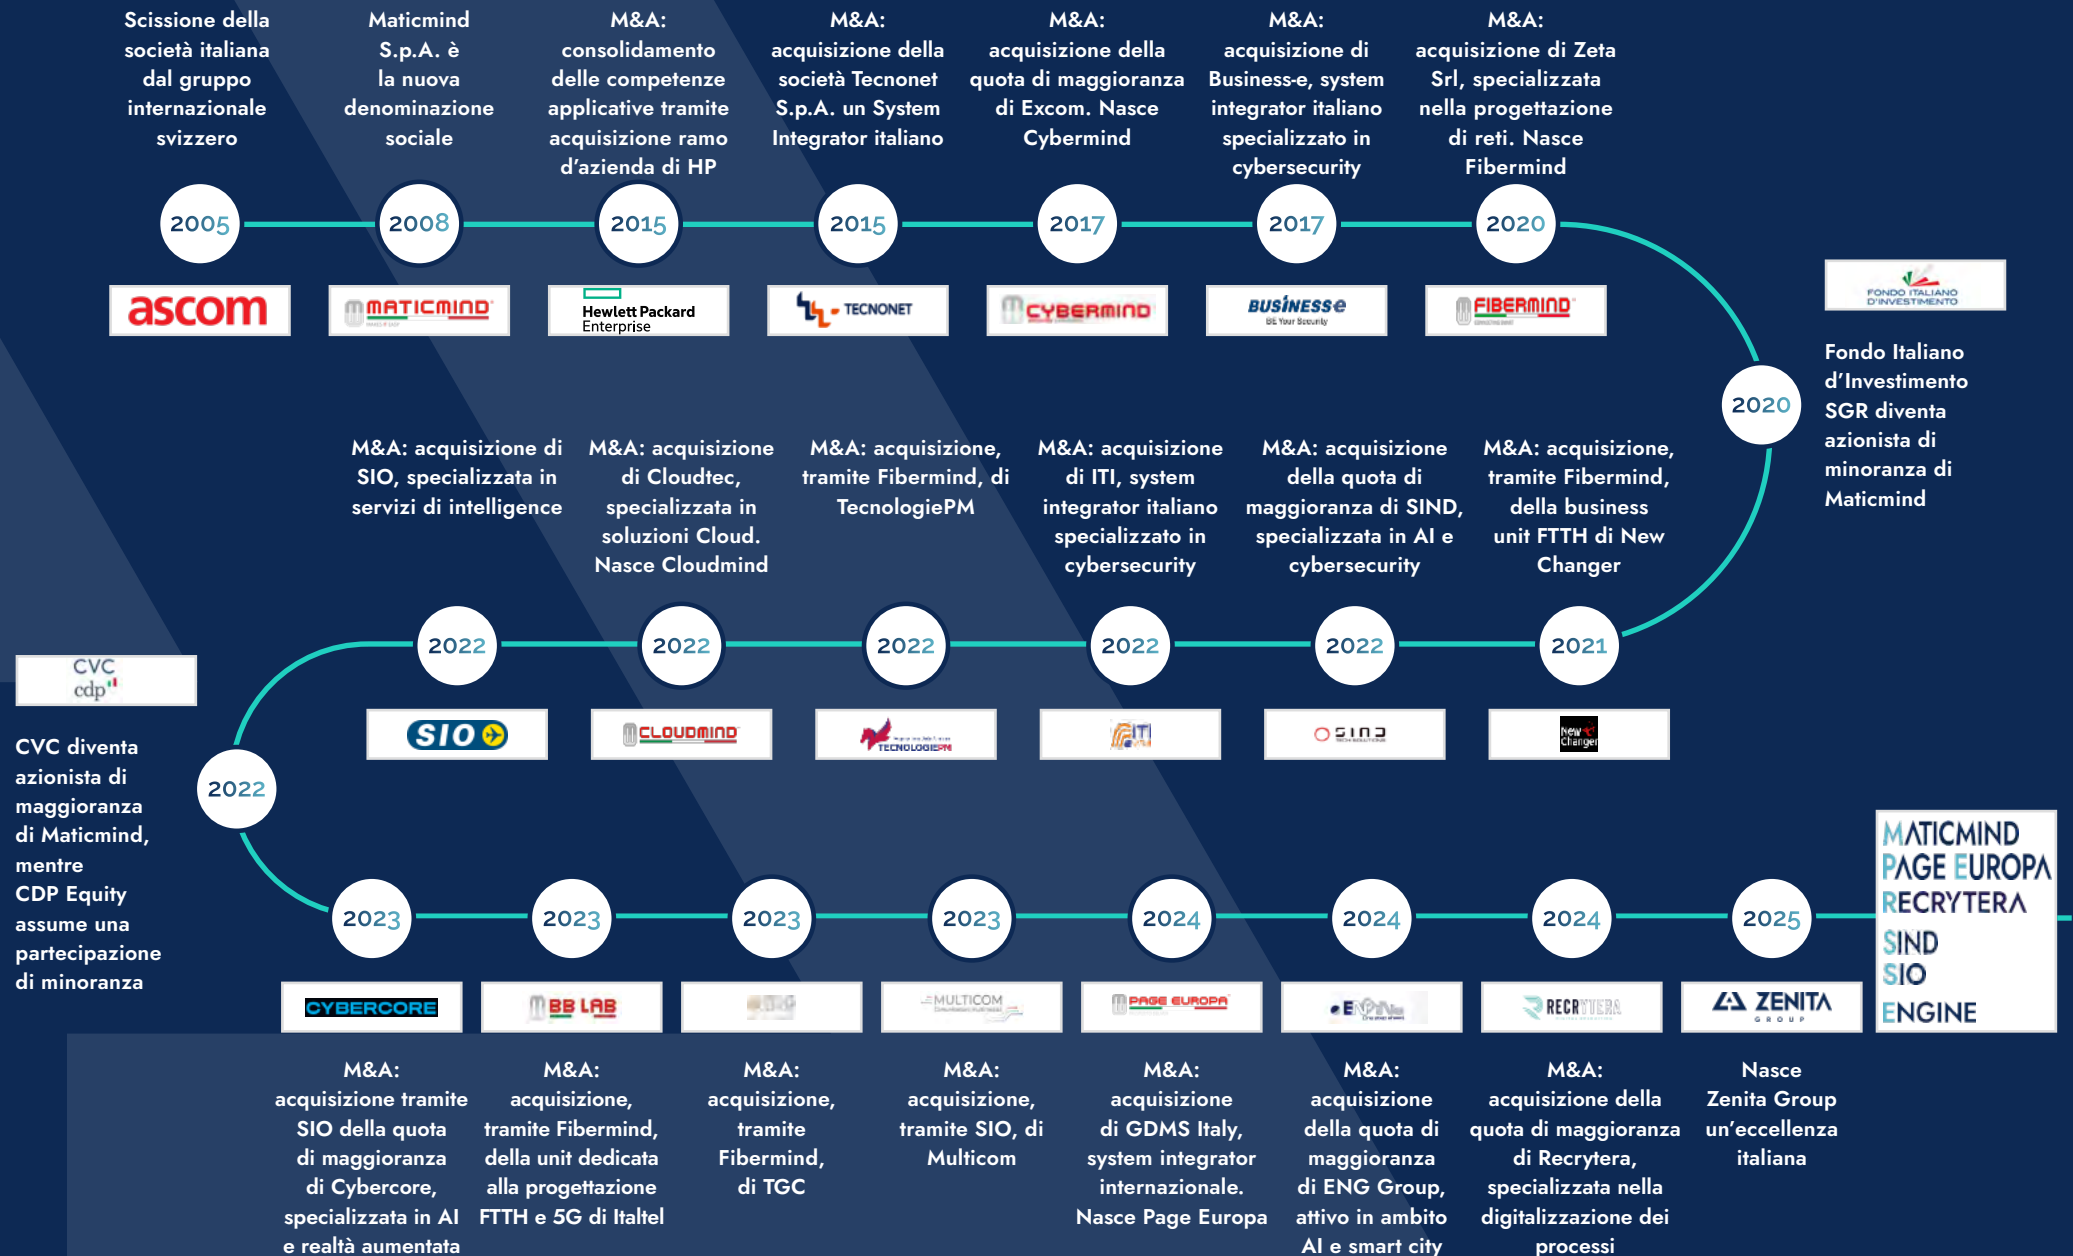 Scissione della
società italiana
dal gruppo
internazionale
svizzero
2005
ascom
Maticmind
S.p.A. è
la nuova
denominazione
sociale
2008
MATICMIND
M&A:
consolidamento
delle competenze
applicative tramite
acquisizione ramo
d'azienda di HP
2015
Hewlett Packard
Enterprise
M&A:
acquisizione della
società Tecnonet
S.p.A. un System
Integrator italiano
2015
TECNONET
M&A:
acquisizione della
quota di maggioranza
di Excom. Nasce
Cybermind
2017
CYBERMIND
M&A:
acquisizione di
Business-e, system
integrator italiano
specializzato in
cybersecurity
2017
BUSINESSe
BE Your Security
M&A:
acquisizione di Zeta
Srl, specializzata
nella progettazione
di reti. Nasce
Fibermind
2020
FIBERMIND
FONDO ITALIANO
D'INVESTIMENTO
2020
Fondo Italiano
d'Investimento
SGR diventa
azionista di
minoranza di
Maticmind
M&A: acquisizione di
SIO, specializzata in
servizi di intelligence
2022
SIO
M&A: acquisizione
di Cloudtec,
specializzata in
soluzioni Cloud.
Nasce Cloudmind
2022
CLOUDMIND
M&A: acquisizione,
tramite Fibermind, di
TecnologiePM
2022
TECNOLOGIEPM
M&A: acquisizione
di ITI, system
integrator italiano
specializzato in
cybersecurity
2022
ITI
M&A: acquisizione
della quota di
maggioranza di SIND,
specializzata in AI e
cybersecurity
2022
SIND
M&A: acquisizione,
tramite Fibermind,
della business
unit FTTH di New
Changer
2021
New
Changer
CVC
cdp
CVC diventa
azionista di
maggioranza
di Maticmind,
mentre
CDP Equity
assume una
partecipazione
di minoranza
2022
2023
CYBERCORE
M&A:
acquisizione tramite
SIO della quota
di maggioranza
di Cybercore,
specializzata in AI
e realtà aumentata
2023
BB LAB
M&A:
acquisizione,
tramite Fibermind,
della unit dedicata
alla progettazione
FTTH e 5G di Italtel
2023
M&A:
acquisizione,
tramite
Fibermind,
di TGC
2023
MULTICOM
M&A:
acquisizione,
tramite SIO, di
Multicom
2024
PAGE EUROPA
M&A:
acquisizione
di GDMS Italy,
system integrator
internazionale.
Nasce Page Europa
2024
M&A:
acquisizione
della quota di
maggioranza
di ENG Group,
attivo in ambito
AI e smart city
2024
RECRYTERA
M&A:
acquisizione della
quota di maggioranza
di Recrytera,
specializzata nella
digitalizzazione dei
processi
2025
ZENITA
GROUP
Nasce
Zenita Group
un'eccellenza
italiana
MATICMIND
PAGE EUROPA
RECRYTERA
SIND
SIO
ENGINE